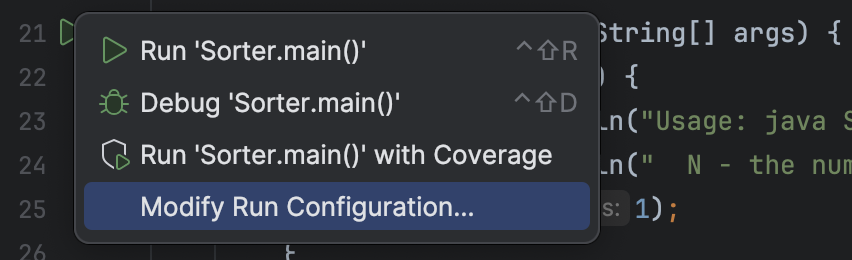 21 String[] args) {
Run 'Sorter.main()' ⌃⇧R
22 ) {
Debug 'Sorter.main()' ⌃⇧D
23 ln("Usage: java S
Run 'Sorter.main()' with Coverage
24 ln("  N - the num
Modify Run Configuration...
25 s: 1);
26 }